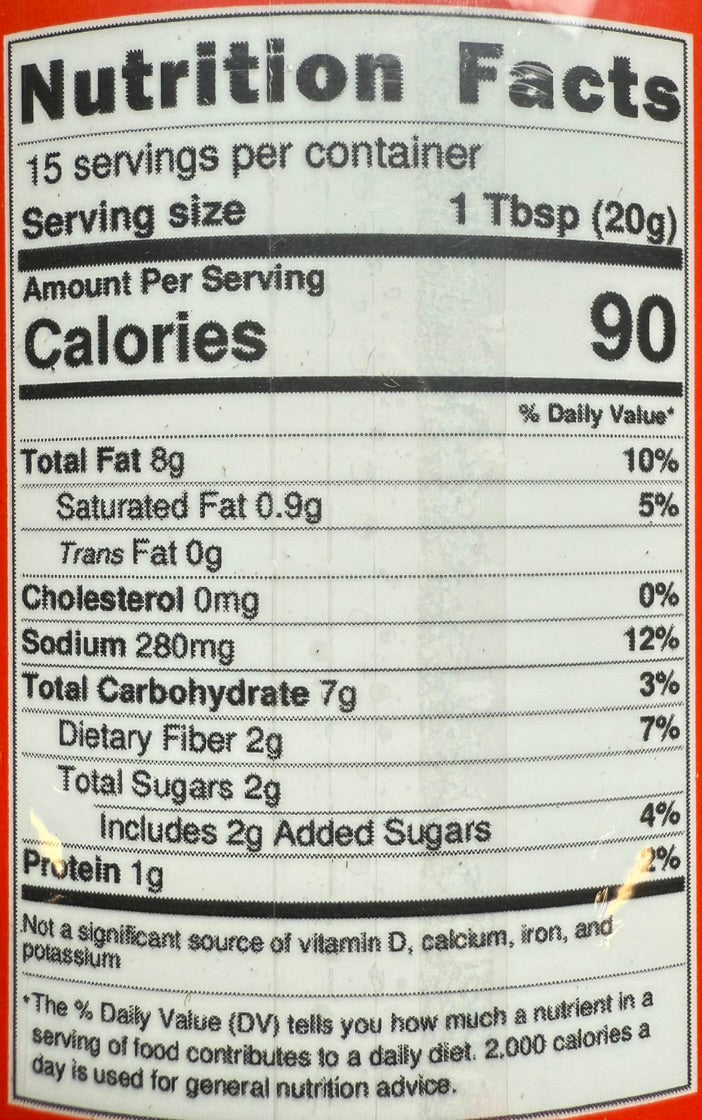 Nutrition Facts
15 servings per container
Serving size 1 Tbsp (20g)
Amount Per Serving
Calories 90
% Daily Value*
Total Fat 8g 10%
Saturated Fat 0.9g 5%
Trans Fat 0g
Cholesterol 0mg 0%
Sodium 280mg 12%
Total Carbohydrate 7g 3%
Dietary Fiber 2g 7%
Total Sugars 2g
Includes 2g Added Sugars 4%
Protein 1g 2%
Not a significant source of vitamin D, calcium, iron, and
potassium
*The % Daily Value (DV) tells you how much a nutrient in a
serving of food contributes to a daily diet. 2,000 calories a
day is used for general nutrition advice.